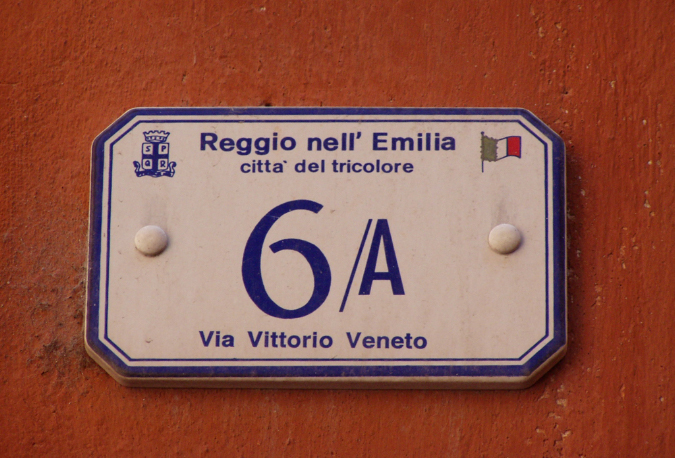 Reggio nell' Emilia
citta` del tricolore
S P
Q R
6/A
Via Vittorio Veneto